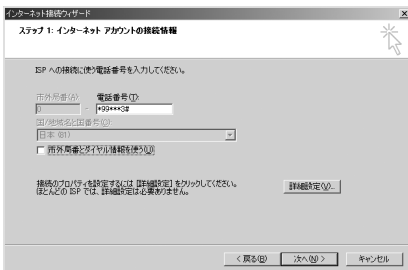 インターネット接続ウィザード
ステップ 1: インターネット アカウントの接続情報
ISP への接続に使う電話番号を入力してください。
市外局番(A): 電話番号(T):
0 - *99***3#
国/地域名と国番号(C):
日本 (81)
市外局番とダイヤル情報を使う(U)
接続のプロパティを設定するには [詳細設定] をクリックしてください。
ほとんどの ISP では、詳細設定は必要ありません。
詳細設定(V)...
< 戻る(B) 次へ(N) > キャンセル